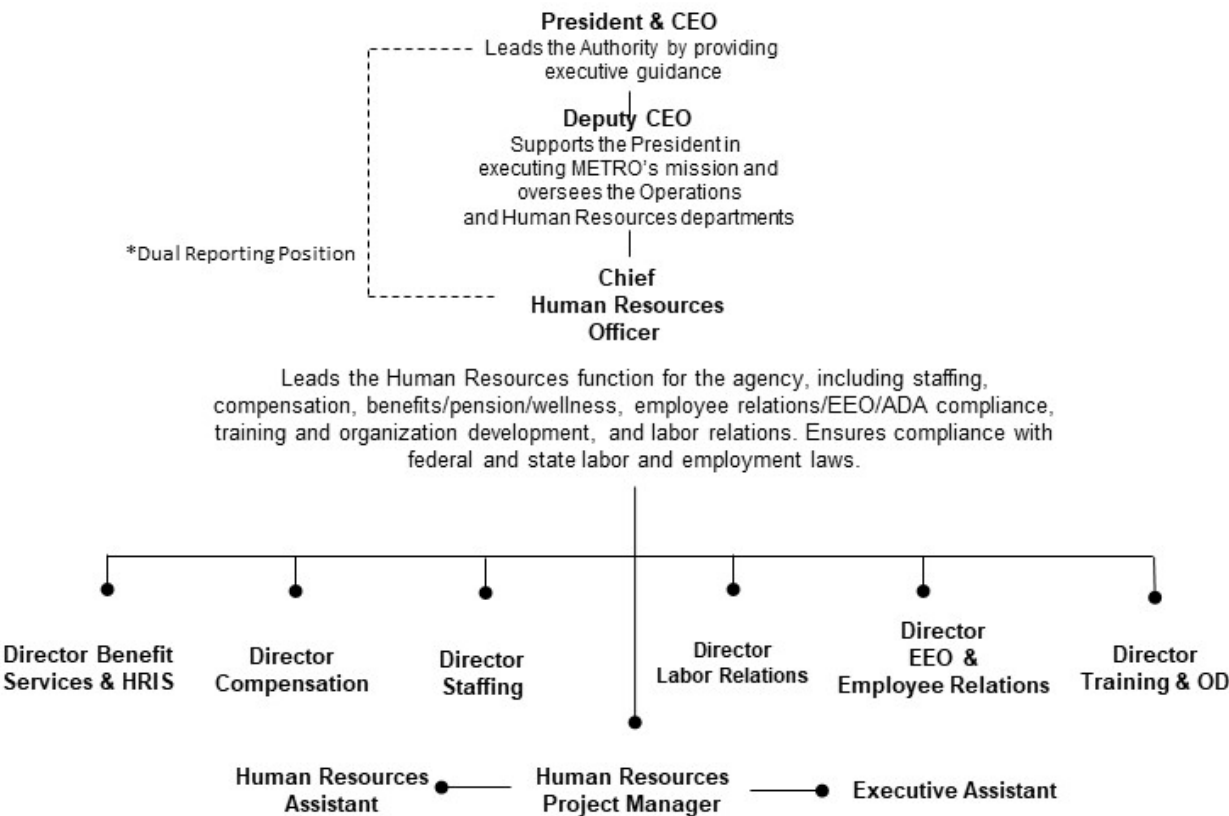 President & CEO
Leads the Authority by providing
executive guidance
Deputy CEO
Supports the President in
executing METRO's mission and
oversees the Operations
and Human Resources departments
*Dual Reporting Position
Chief
Human Resources
Officer
Leads the Human Resources function for the agency, including staffing,
compensation, benefits/pension/wellness, employee relations/EEO/ADA compliance,
training and organization development, and labor relations. Ensures compliance with
federal and state labor and employment laws.
Director Benefit
Services & HRIS
Director
Compensation
Director
Staffing
Director
Labor Relations
Director
EEO &
Employee Relations
Director
Training & OD
Human Resources
Assistant
Human Resources
Project Manager
Executive Assistant